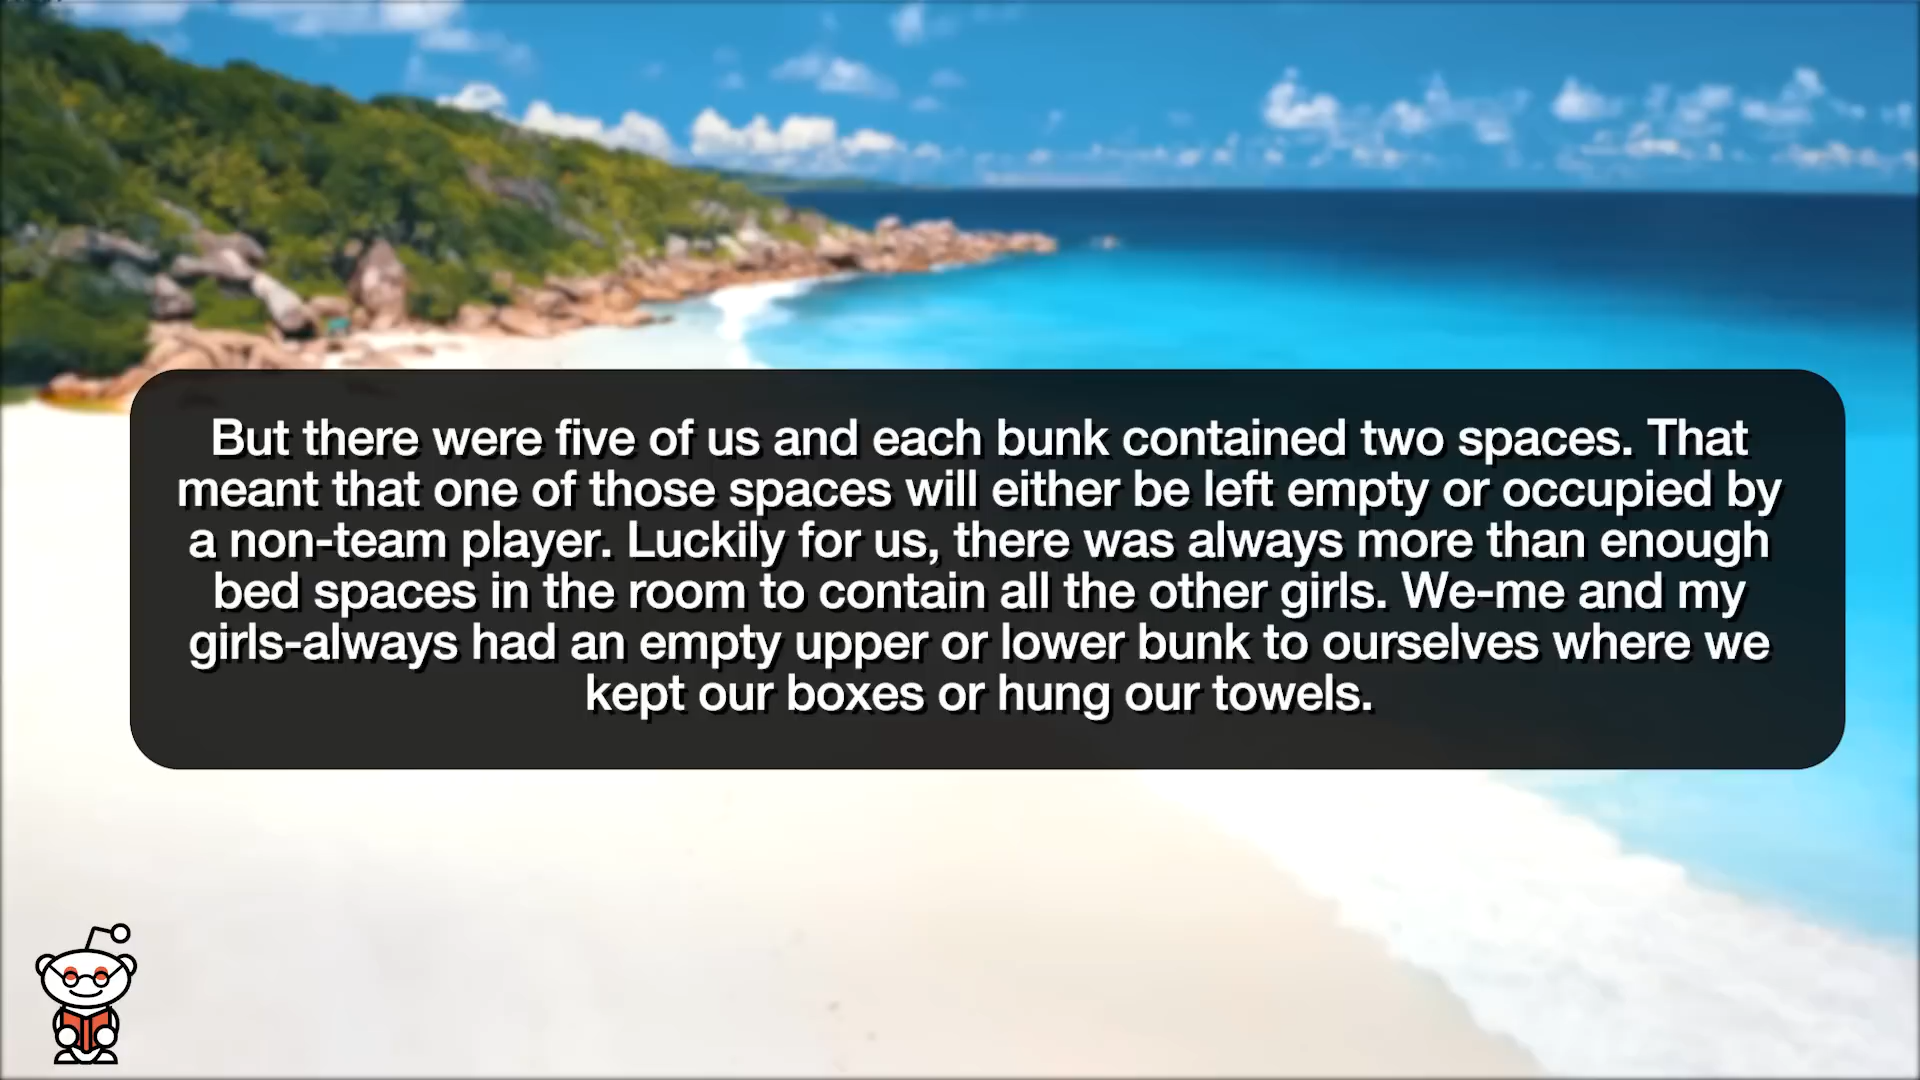 But there were five of us and each bunk contained two spaces. That
meant that one of those spaces will either be left empty or occupied by
a non-team player. Luckily for us, there was always more than enough
bed spaces in the room to contain all the other girls. We-me and my
girls-always had an empty upper or lower bunk to ourselves where we
kept our boxes or hung our towels.